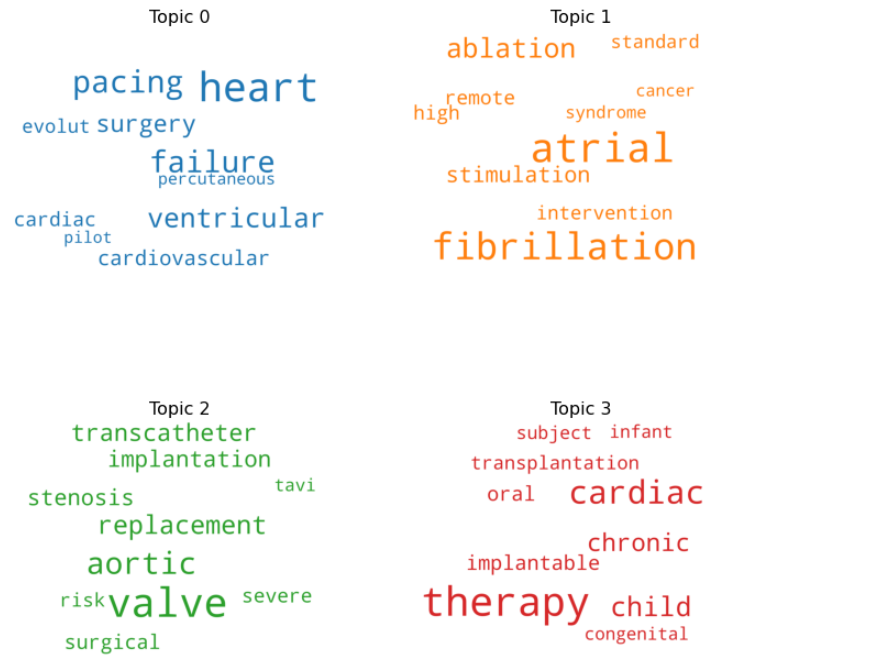 Topic 0
pacing heart
evolut surgery
failure
percutaneous
cardiac ventricular
pilot
cardiovascular
Topic 1
ablation standard
remote cancer
high syndrome
atrial
stimulation
intervention
fibrillation
Topic 2
transcatheter
implantation
tavi
stenosis
replacement
aortic
risk valve severe
surgical
Topic 3
subject infant
transplantation
oral cardiac
chronic
implantable
therapy child
congenital